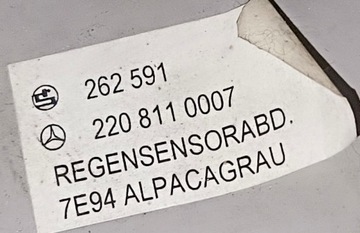 262 591
220 811 0007
REGENSENSORABD.
7E94 ALPACAGRAU